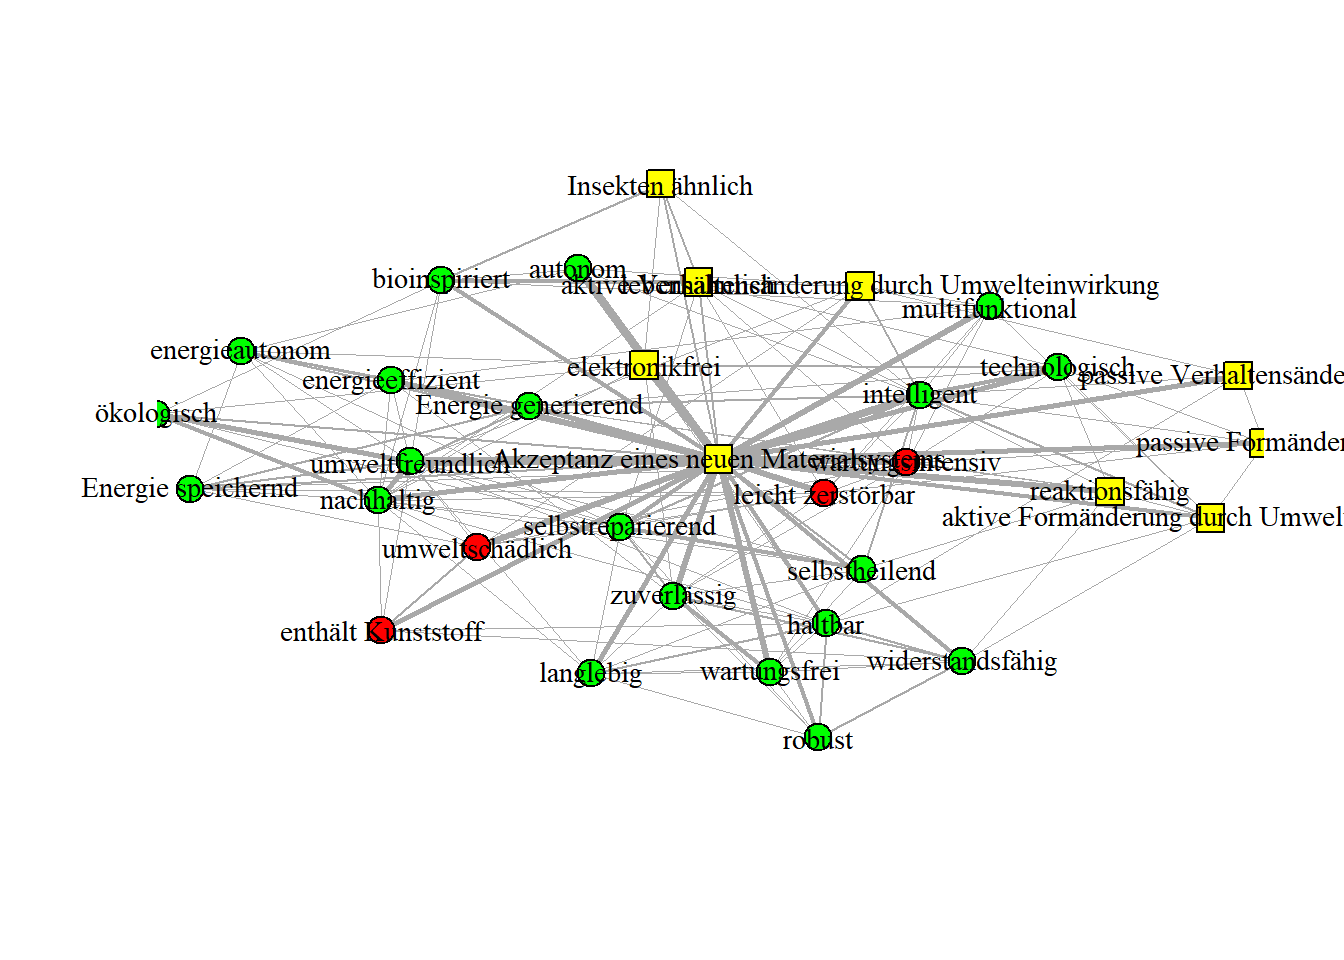 Insekten ähnlich
autonom
bioinspiriert
lebensähnlich
aktive Verhaltensänderung durch Umwelteinwirkung
multifunktional
energieautonom
elektronikfrei
technologisch
passive Verhaltensände
energieeffizient
intelligent
Energie generierend
ökologisch
passive Formänder
Akzeptanz eines neuen Materialsystems
wartungsintensiv
umweltfreundlich
Energie speichernd
reaktionsfähig
leicht zerstörbar
nachhaltig
aktive Formänderung durch Umwelt
selbstreparierend
umweltschädlich
selbstheilend
zuverlässig
haltbar
enthält Kunststoff
widerstandsfähig
wartungsfrei
langlebig
robust